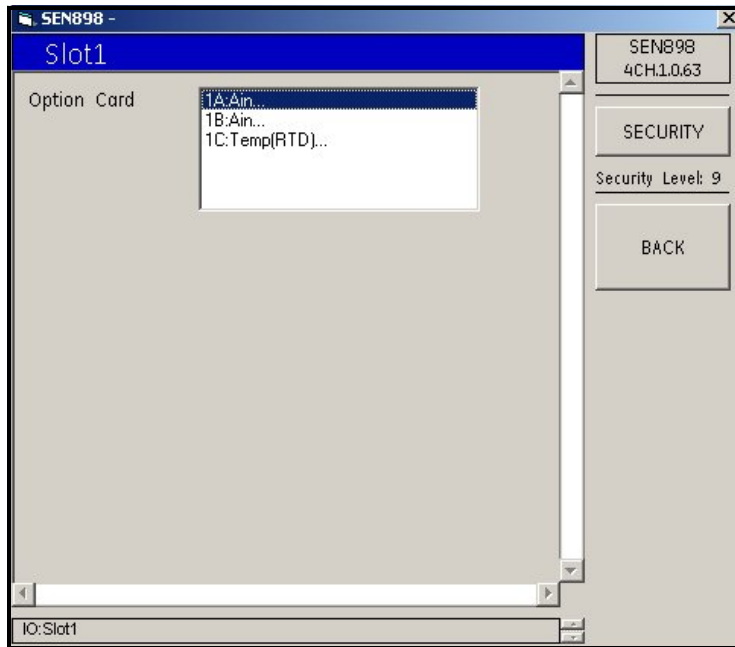 SEN898 -
Slot1
SEN898
4CH.1.0.63
Option Card
1A:Ain...
1B:Ain...
1C:Temp(RTD)...
SECURITY
Security Level: 9
BACK
IO:Slot1